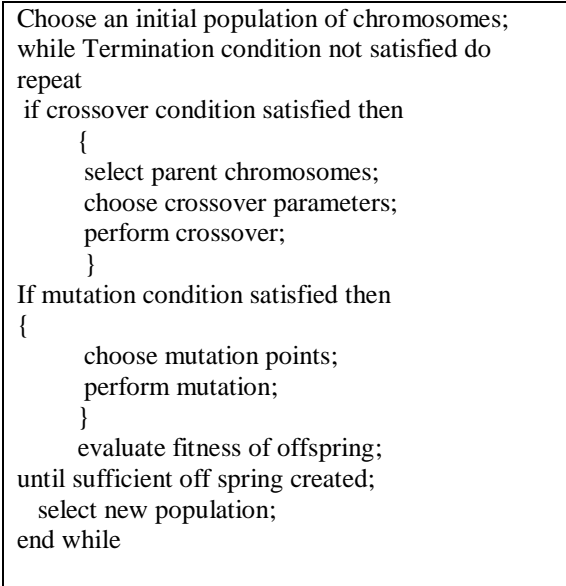 Choose an initial population of chromosomes;
while Termination condition not satisfied do
repeat
if crossover condition satisfied then
{
select parent chromosomes;
choose crossover parameters;
perform crossover;
}
If mutation condition satisfied then
{
choose mutation points;
perform mutation;
}
evaluate fitness of offspring;
until sufficient off spring created;
select new population;
end while